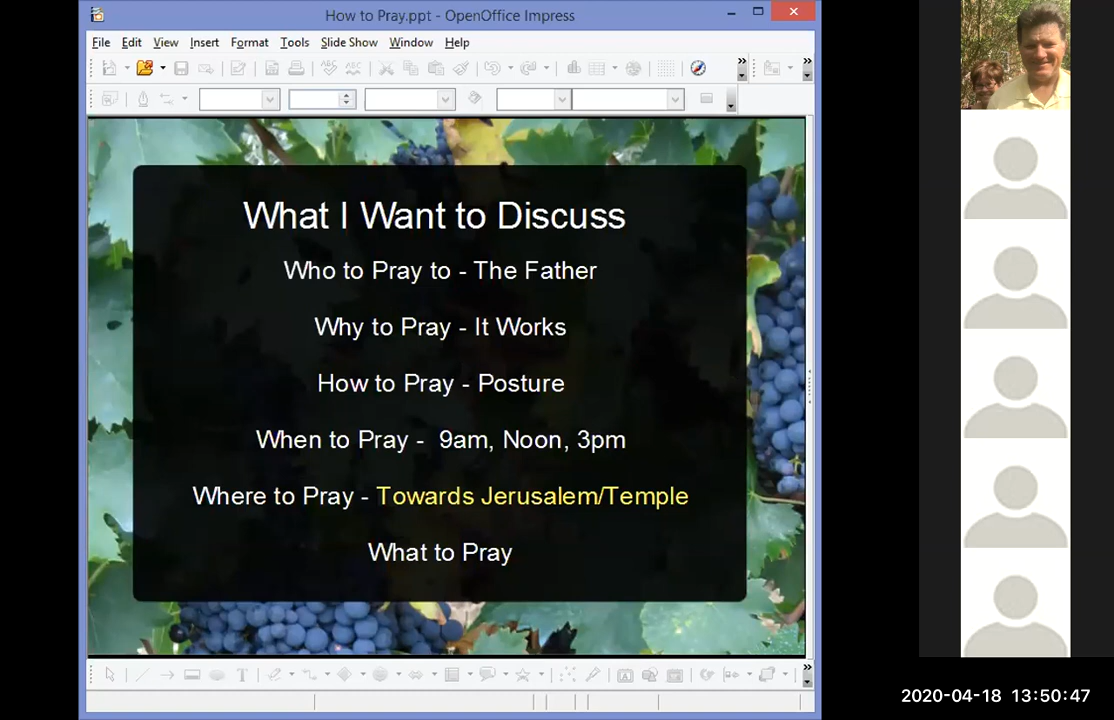 How to Pray.ppt - OpenOffice Impress
File Edit View Insert Format Tools Slide Show Window Help
What I Want to Discuss
Who to Pray to - The Father
Why to Pray - It Works
How to Pray - Posture
When to Pray - 9am, Noon, 3pm
Where to Pray - Towards Jerusalem/Temple
What to Pray
2020-04-18 13:50:47